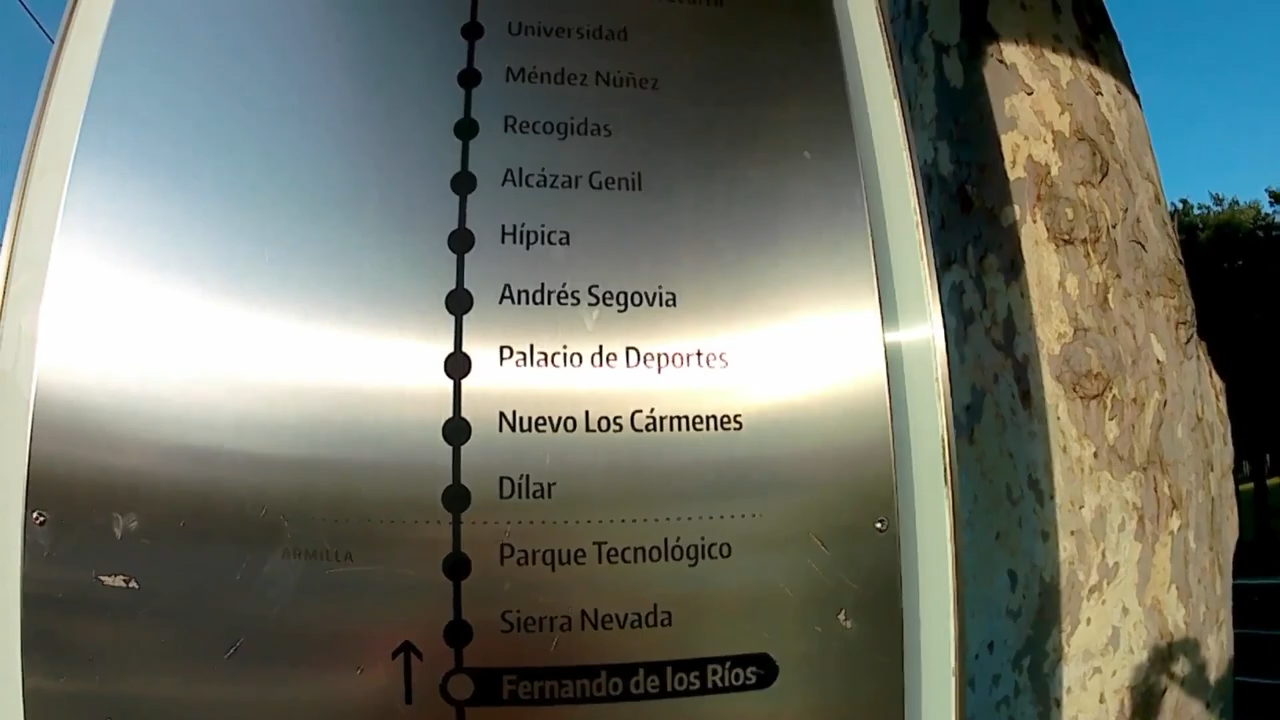 Universidad
Méndez Núñez
Recogidas
Alcázar Genil
Hípica
Andrés Segovia
Palacio de Deportes
Nuevo Los Cármenes
Dílar
ARMILLA
Parque Tecnológico
Sierra Nevada
Fernando de los Ríos